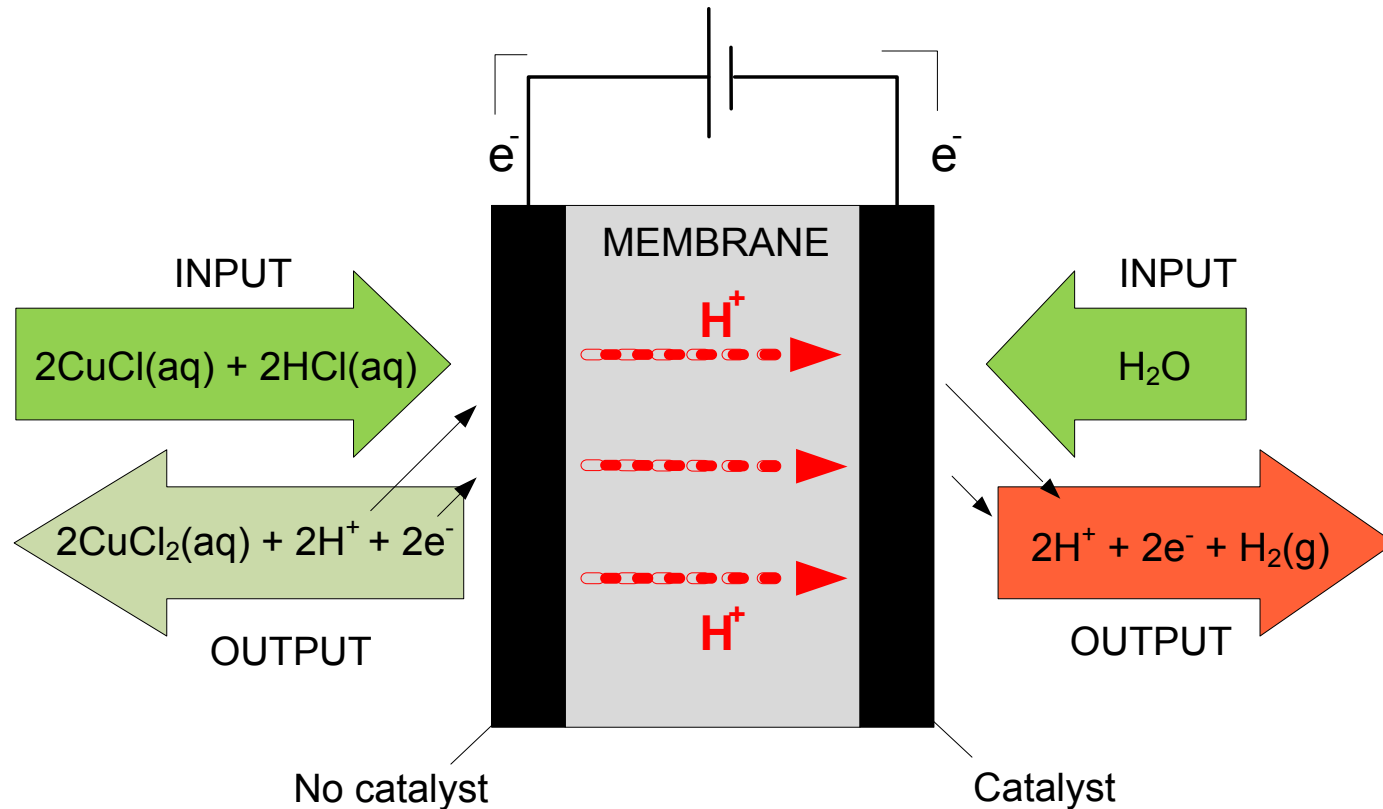 e⁻
e⁻
MEMBRANE
INPUT
INPUT
H⁺
2CuCl(aq) + 2HCl(aq)
H₂O
2CuCl₂(aq) + 2H⁺ + 2e⁻
2H⁺ + 2e⁻ + H₂(g)
H⁺
OUTPUT
OUTPUT
No catalyst
Catalyst